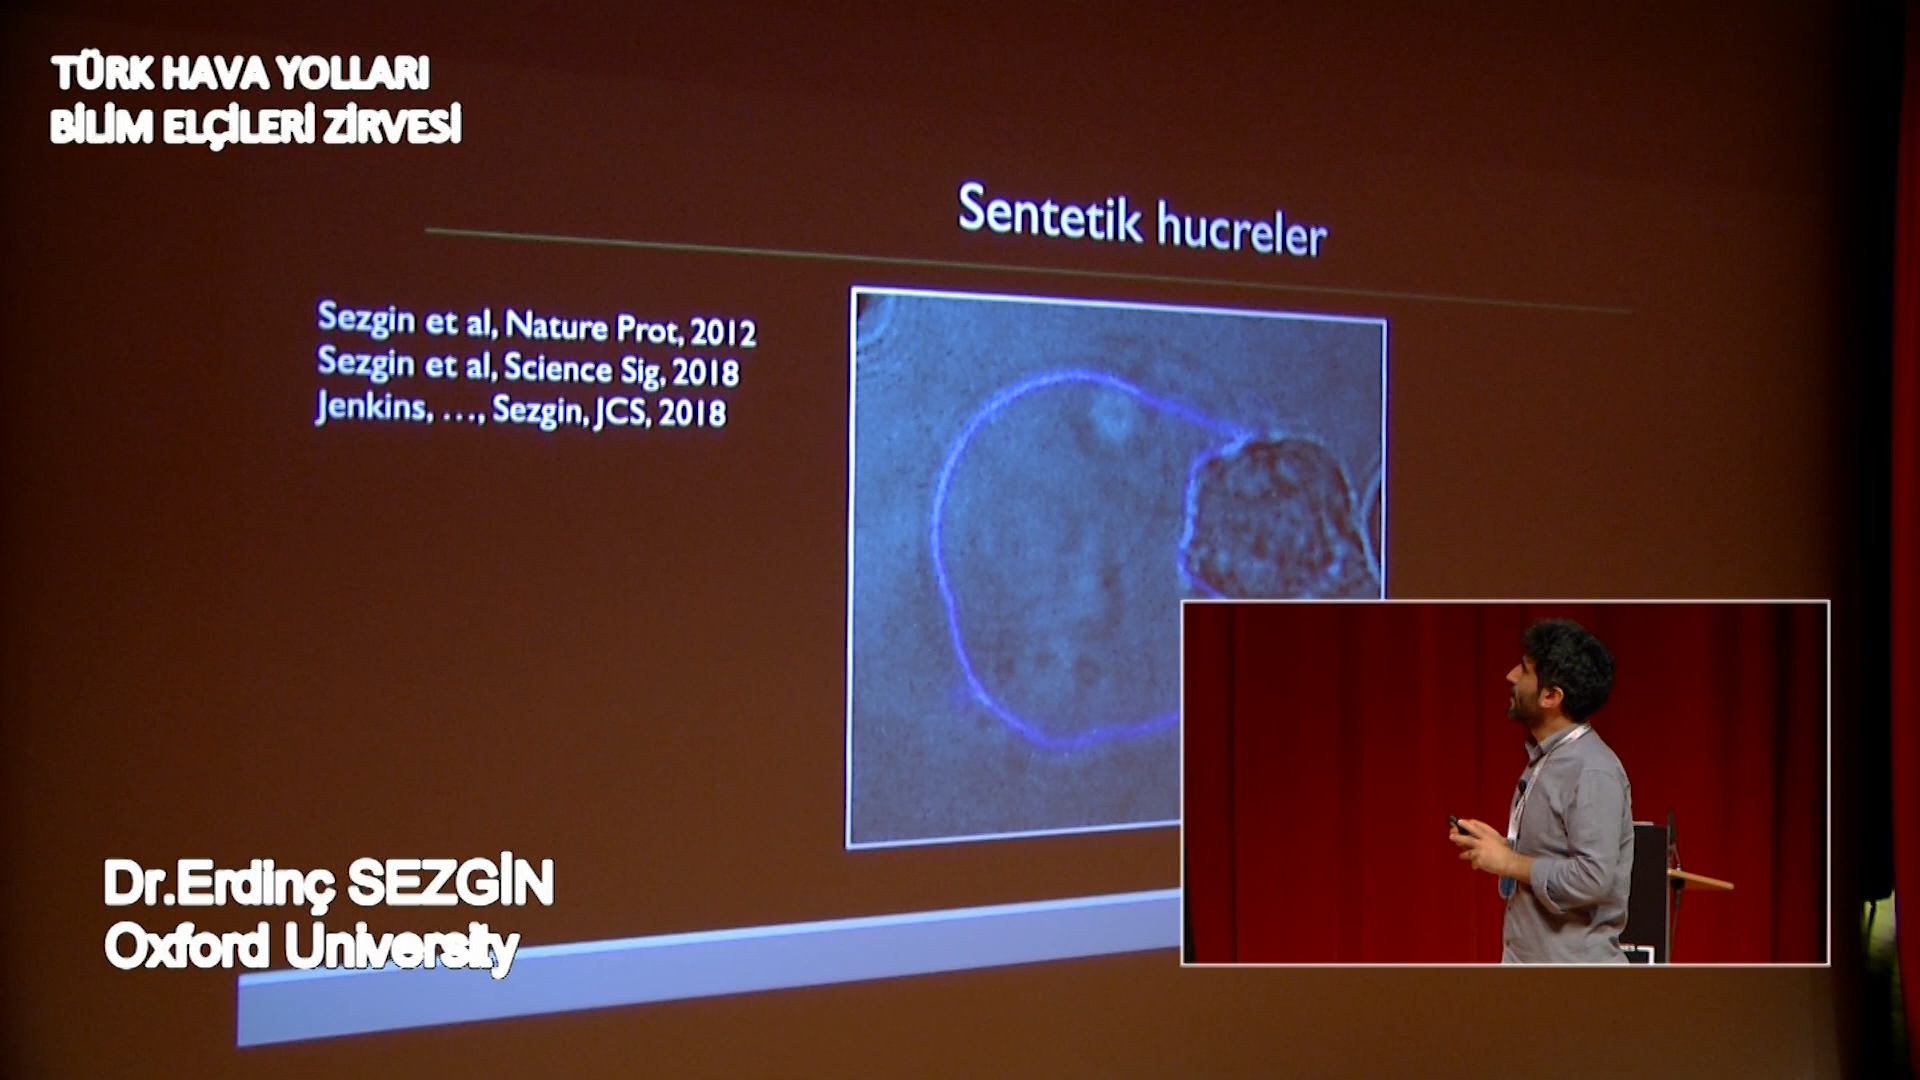 TÜRK HAVA YOLLARI
BİLİM ELÇİLERİ ZİRVESİ
Sentetik hucreler
Sezgin et al, Nature Prot, 2012
Sezgin et al, Science Sig, 2018
Jenkins, ..., Sezgin, JCS, 2018
Dr.Erdinç SEZGİN
Oxford University